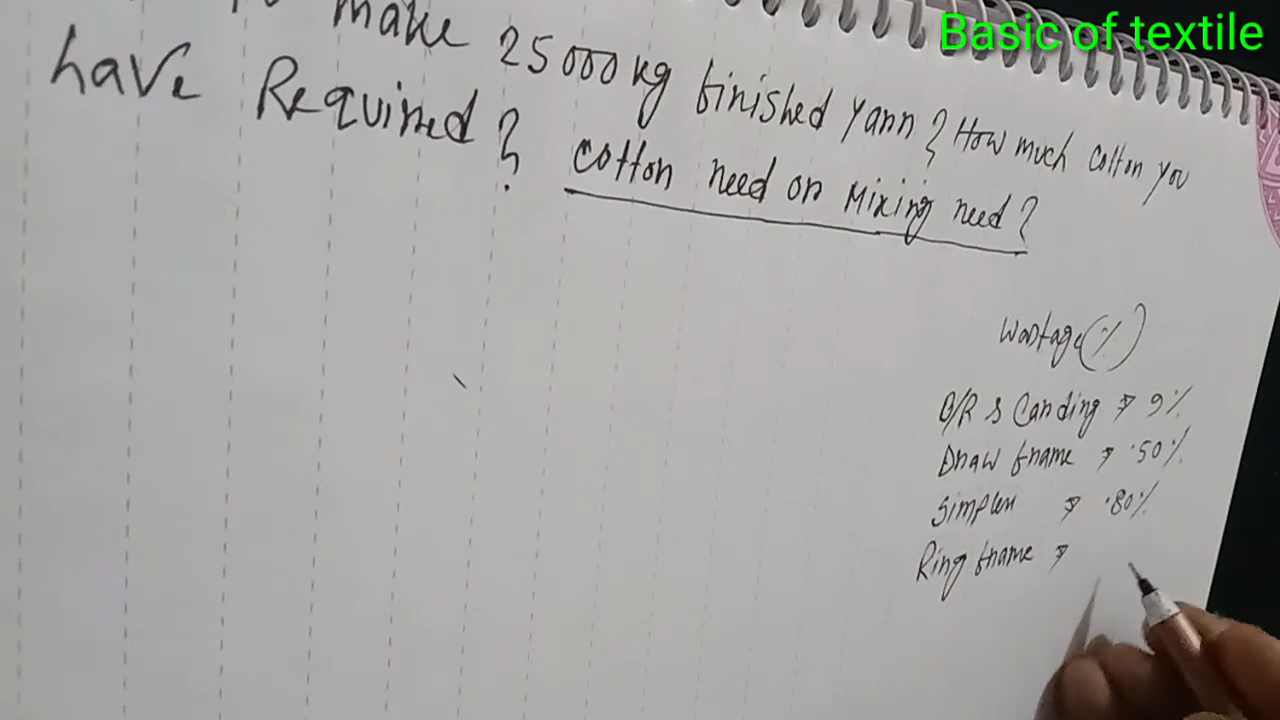 Basic of textile
make 25000 kg finished Yarn? How much cotton you
have Required?
cotton need or Mixing need?
Wastage(%)
B/R & Carding → 9%
Draw frame → .50%
Simplex → .80%
Ring frame →